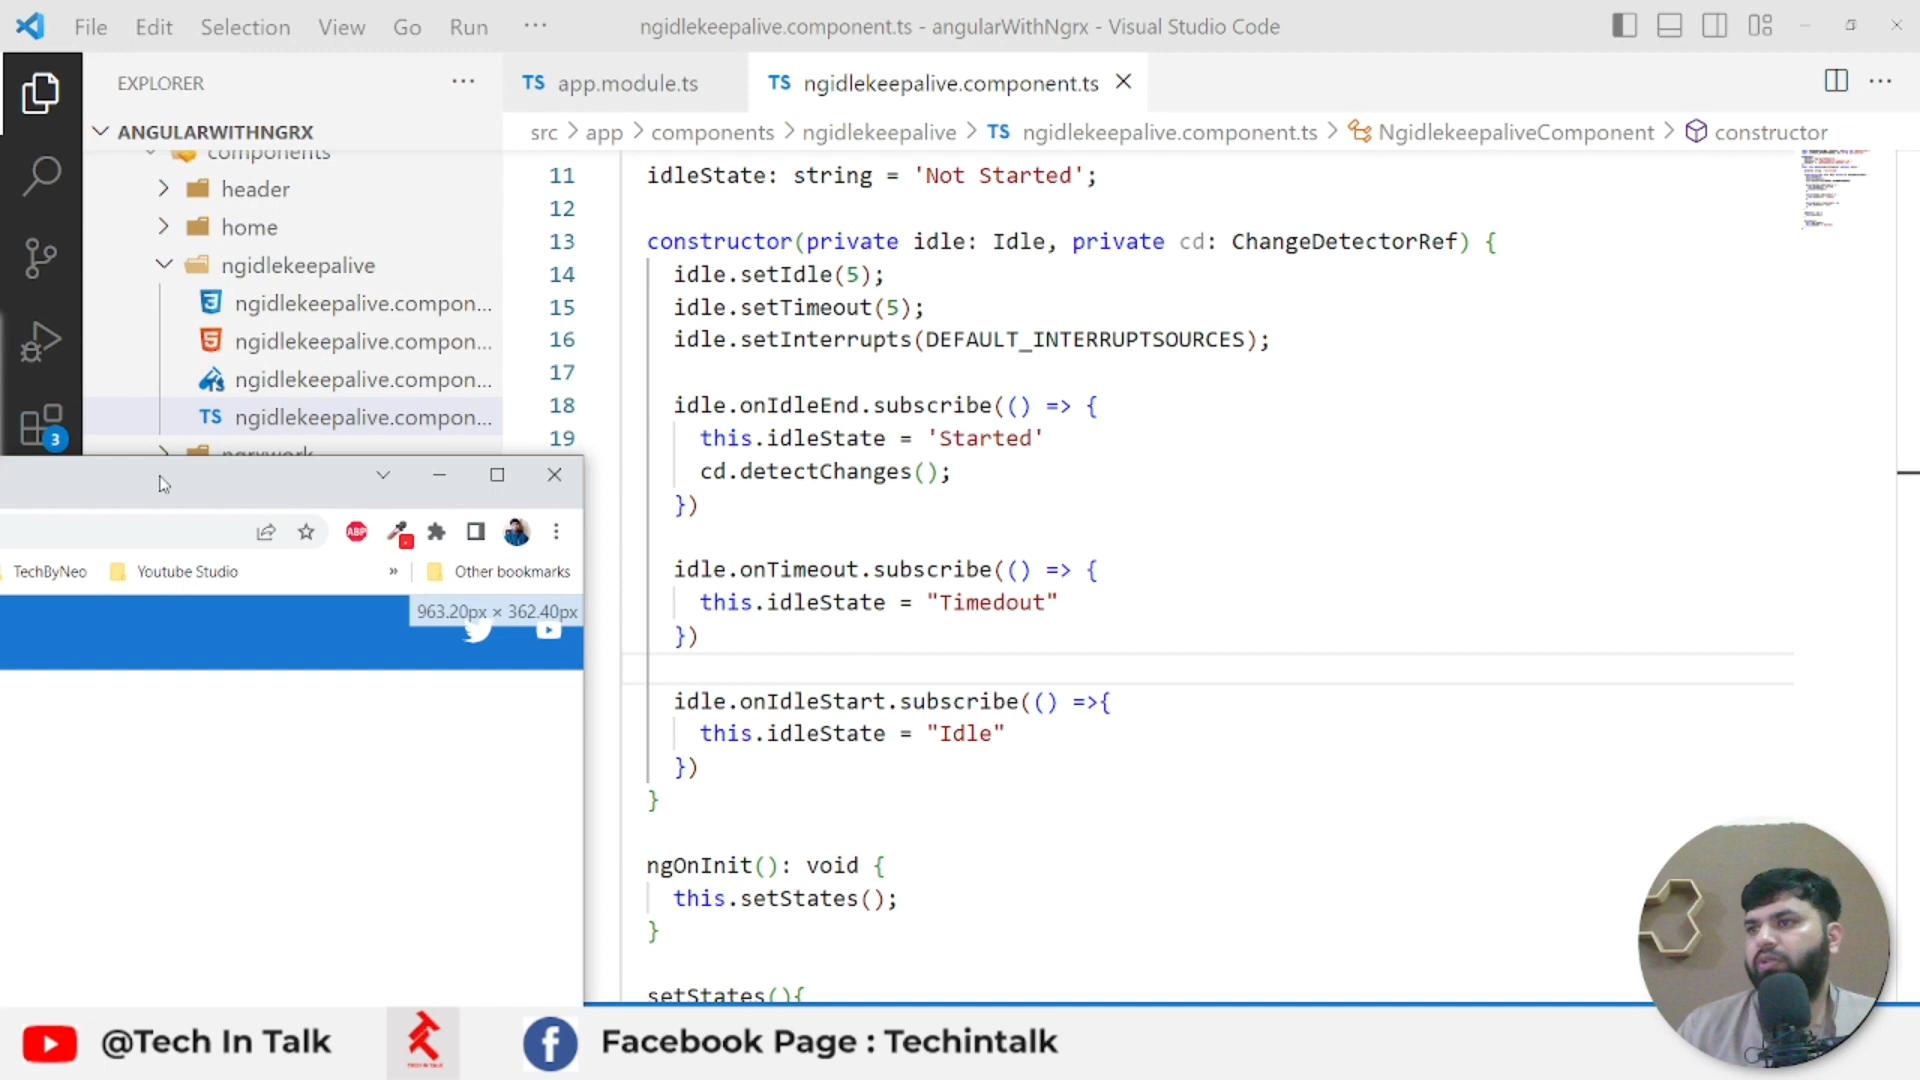 File Edit Selection View Go Run ···
ngidlekeepalive.component.ts - angularWithNgrx - Visual Studio Code
EXPLORER
TS app.module.ts
TS ngidlekeepalive.component.ts
ANGULARWITHNGRX
src > app > components > ngidlekeepalive > TS ngidlekeepalive.component.ts > NgidlekeepaliveComponent > constructor
components
header
home
ngidlekeepalive
ngidlekeepalive.compon...
ngidlekeepalive.compon...
ngidlekeepalive.compon...
TS ngidlekeepalive.compon...
ngrxwork
3
11 idleState: string = 'Not Started';
12
13 constructor(private idle: Idle, private cd: ChangeDetectorRef) {
14 idle.setIdle(5);
15 idle.setTimeout(5);
16 idle.setInterrupts(DEFAULT_INTERRUPTSOURCES);
17
18 idle.onIdleEnd.subscribe(() => {
19 this.idleState = 'Started'
cd.detectChanges();
})
idle.onTimeout.subscribe(() => {
this.idleState = "Timedout"
})
idle.onIdleStart.subscribe(() =>{
this.idleState = "Idle"
})
}
ngOnInit(): void {
this.setStates();
}
setStates(){
ABP
TechByNeo Youtube Studio » Other bookmarks
963.20px × 362.40px
@Tech In Talk
TECH IN TALK
Facebook Page : Techintalk